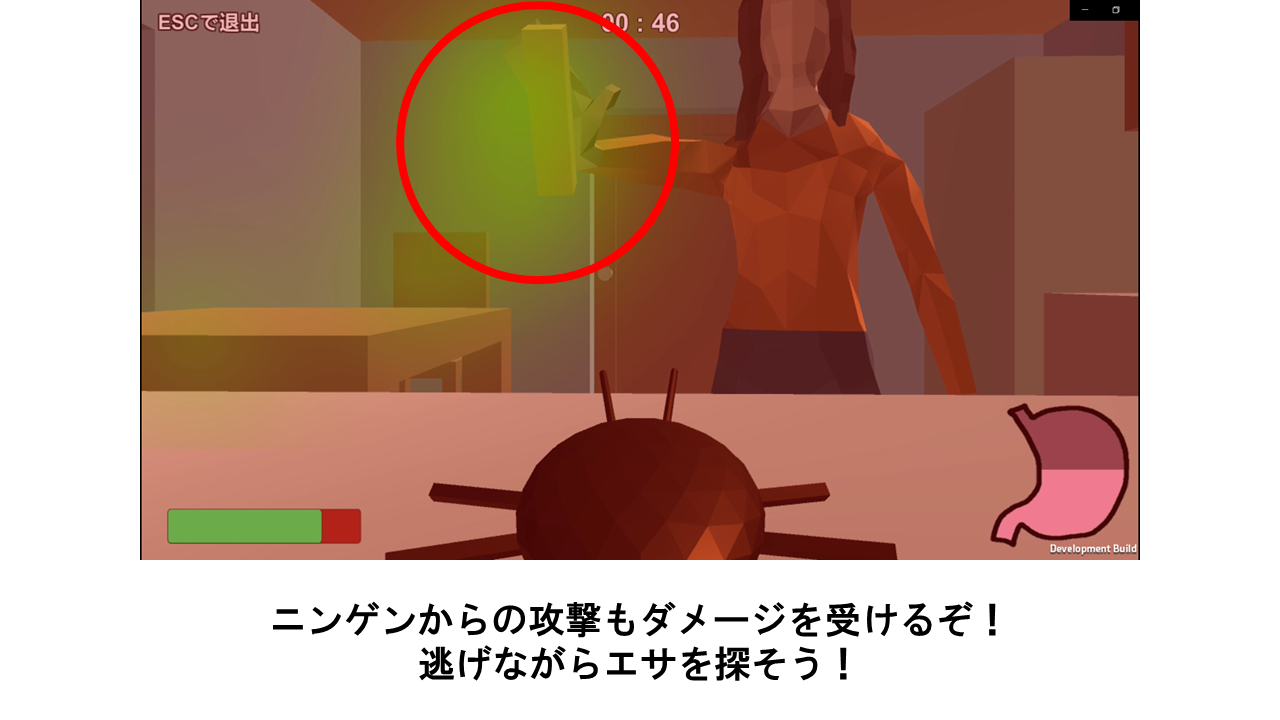 ESCで退出
00：46
Development Build
ニンゲンからの攻撃もダメージを受けるぞ！
逃げながらエサを探そう！